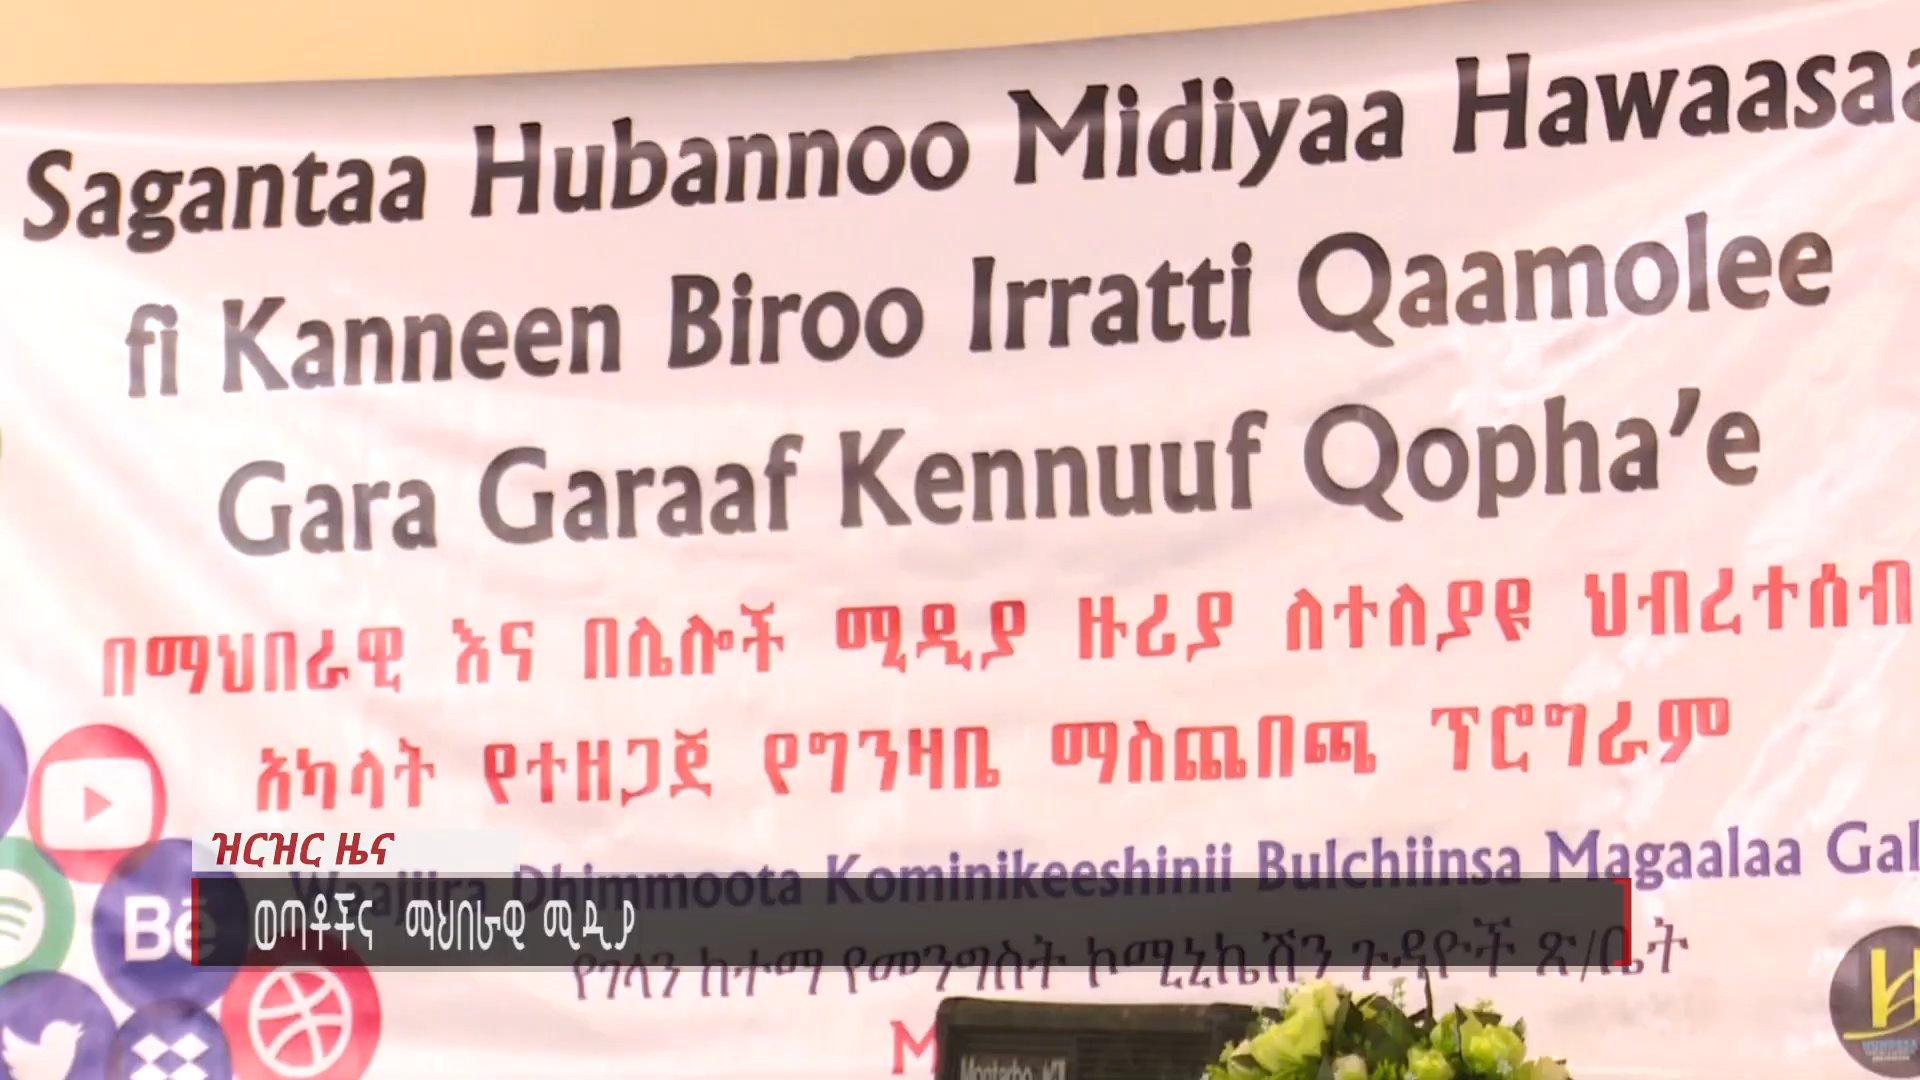 Sagantaa Hubannoo Midiyaa Hawaasaa
fi Kanneen Biroo Irratti Qaamolee
Gara Garaaf Kennuuf Qopha'e
በማህበራዊ እና በሌሎች ሚዲያ ዙሪያ ለተለያዩ ህብረተሰብ
አካላት የተዘጋጀ የግንዛቤ ማስጨበጫ ፕሮግራም
ዝርዝር ዜና
Waajjira Dhimmoota Kominikeeshinii Bulchiinsa Magaalaa Gal
ወጣቶችና ማህበራዊ ሚዲያ
Bē
የገላን ከተማ የመንግስት ኮሚኒኬሽን ጉዳዮች ጽ/ቤት
M
Montarbo